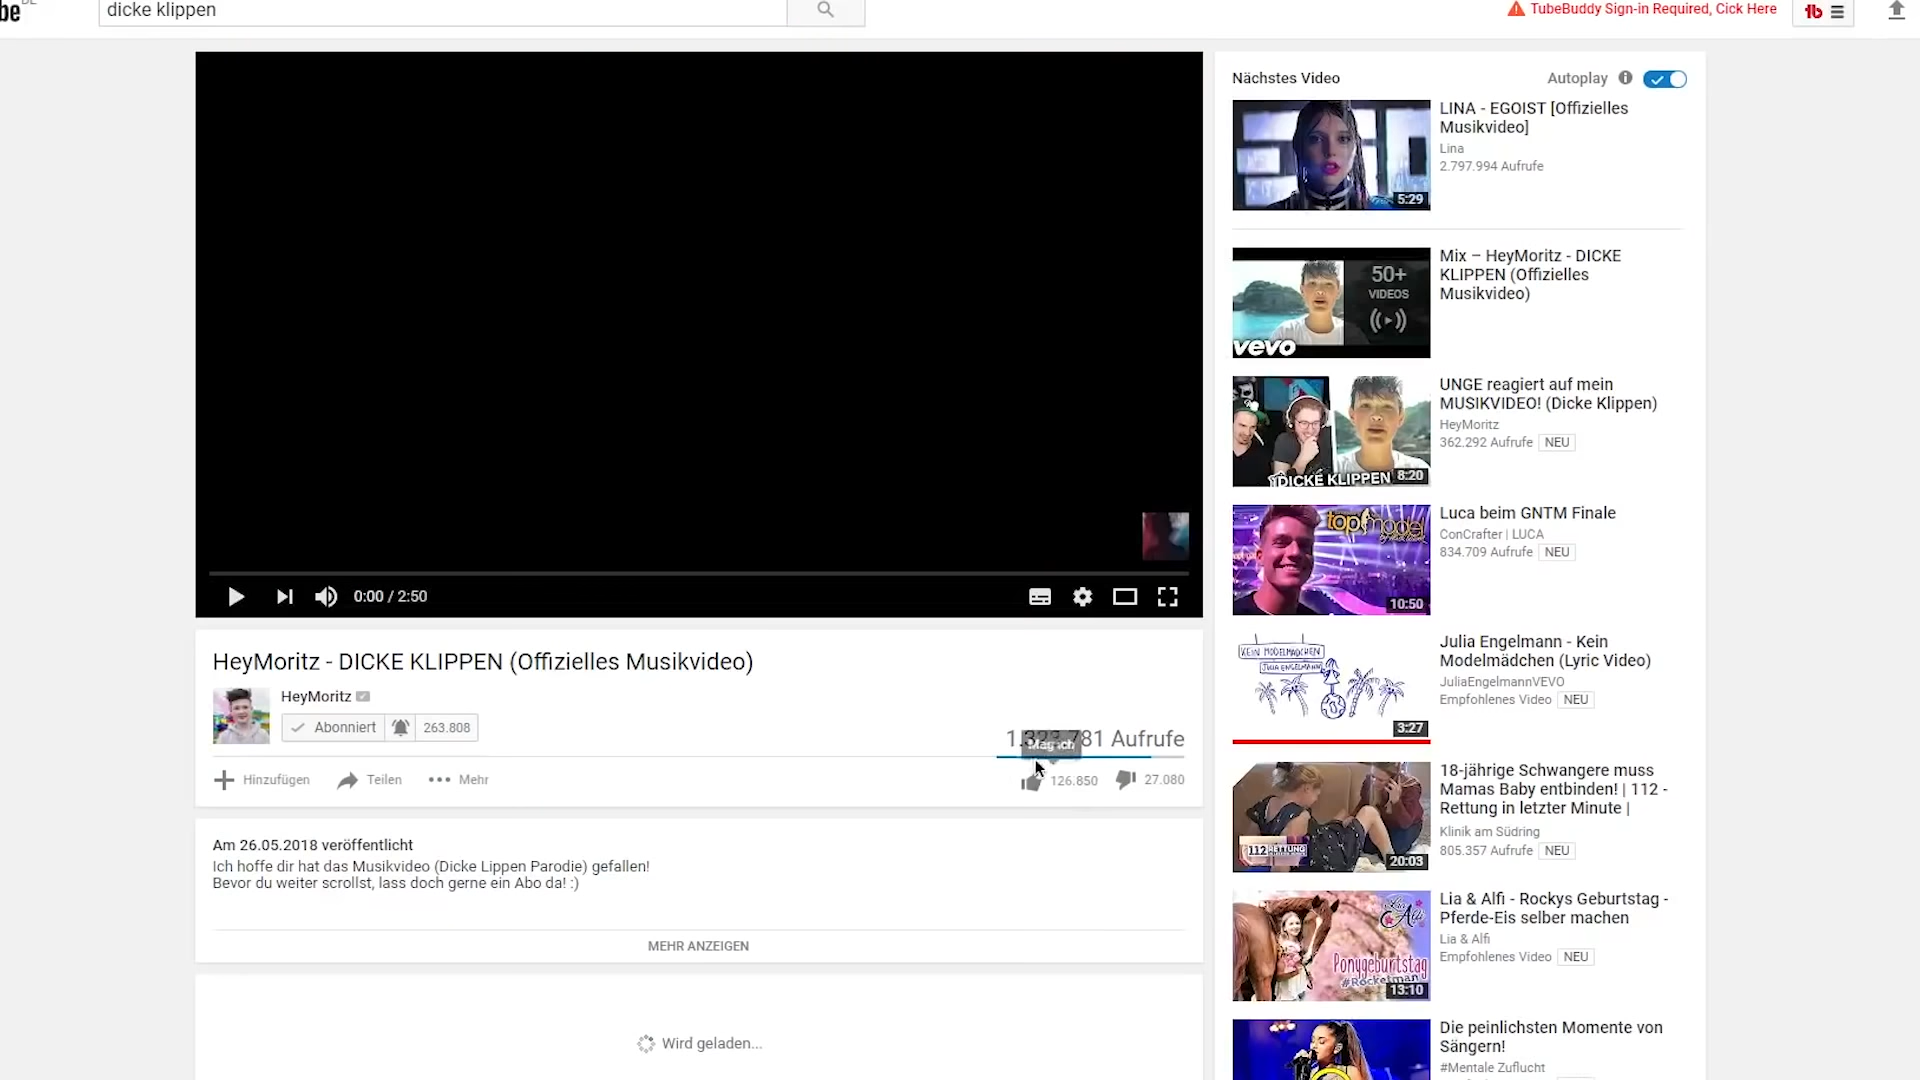 be
DE
dicke klippen
TubeBuddy Sign-in Required, Cick Here
tb
0:00 / 2:50
HeyMoritz - DICKE KLIPPEN (Offizielles Musikvideo)
HeyMoritz
Abonniert
263.808
Aufrufe
Mag ich
Hinzufügen
Teilen
Mehr
126.850
27.080
Am 26.05.2018 veröffentlicht
Ich hoffe dir hat das Musikvideo (Dicke Lippen Parodie) gefallen!
Bevor du weiter scrollst, lass doch gerne ein Abo da! :)
MEHR ANZEIGEN
Wird geladen...
Nächstes Video
Autoplay
5:29
LINA - EGOIST [Offizielles
Musikvideo]
Lina
2.797.994 Aufrufe
50+
VIDEOS
vevo
Mix – HeyMoritz - DICKE
KLIPPEN (Offizielles
Musikvideo)
DICKE KLIPPEN
8:20
UNGE reagiert auf mein
MUSIKVIDEO! (Dicke Klippen)
HeyMoritz
362.292 Aufrufe NEU
topmodel
10:50
Luca beim GNTM Finale
ConCrafter | LUCA
834.709 Aufrufe NEU
KEIN MODELMÄDCHEN
JULIA ENGELMANN
3:27
Julia Engelmann - Kein
Modelmädchen (Lyric Video)
JuliaEngelmannVEVO
Empfohlenes Video NEU
112 RETTUNG
20:03
18-jährige Schwangere muss
Mamas Baby entbinden! | 112 -
Rettung in letzter Minute |
Klinik am Südring
805.357 Aufrufe NEU
Lia & Alfi
Ponygeburtstag
#Rocketman
13:10
Lia & Alfi - Rockys Geburtstag -
Pferde-Eis selber machen
Lia & Alfi
Empfohlenes Video NEU
Die peinlichsten Momente von
Sängern!
#Mentale Zuflucht